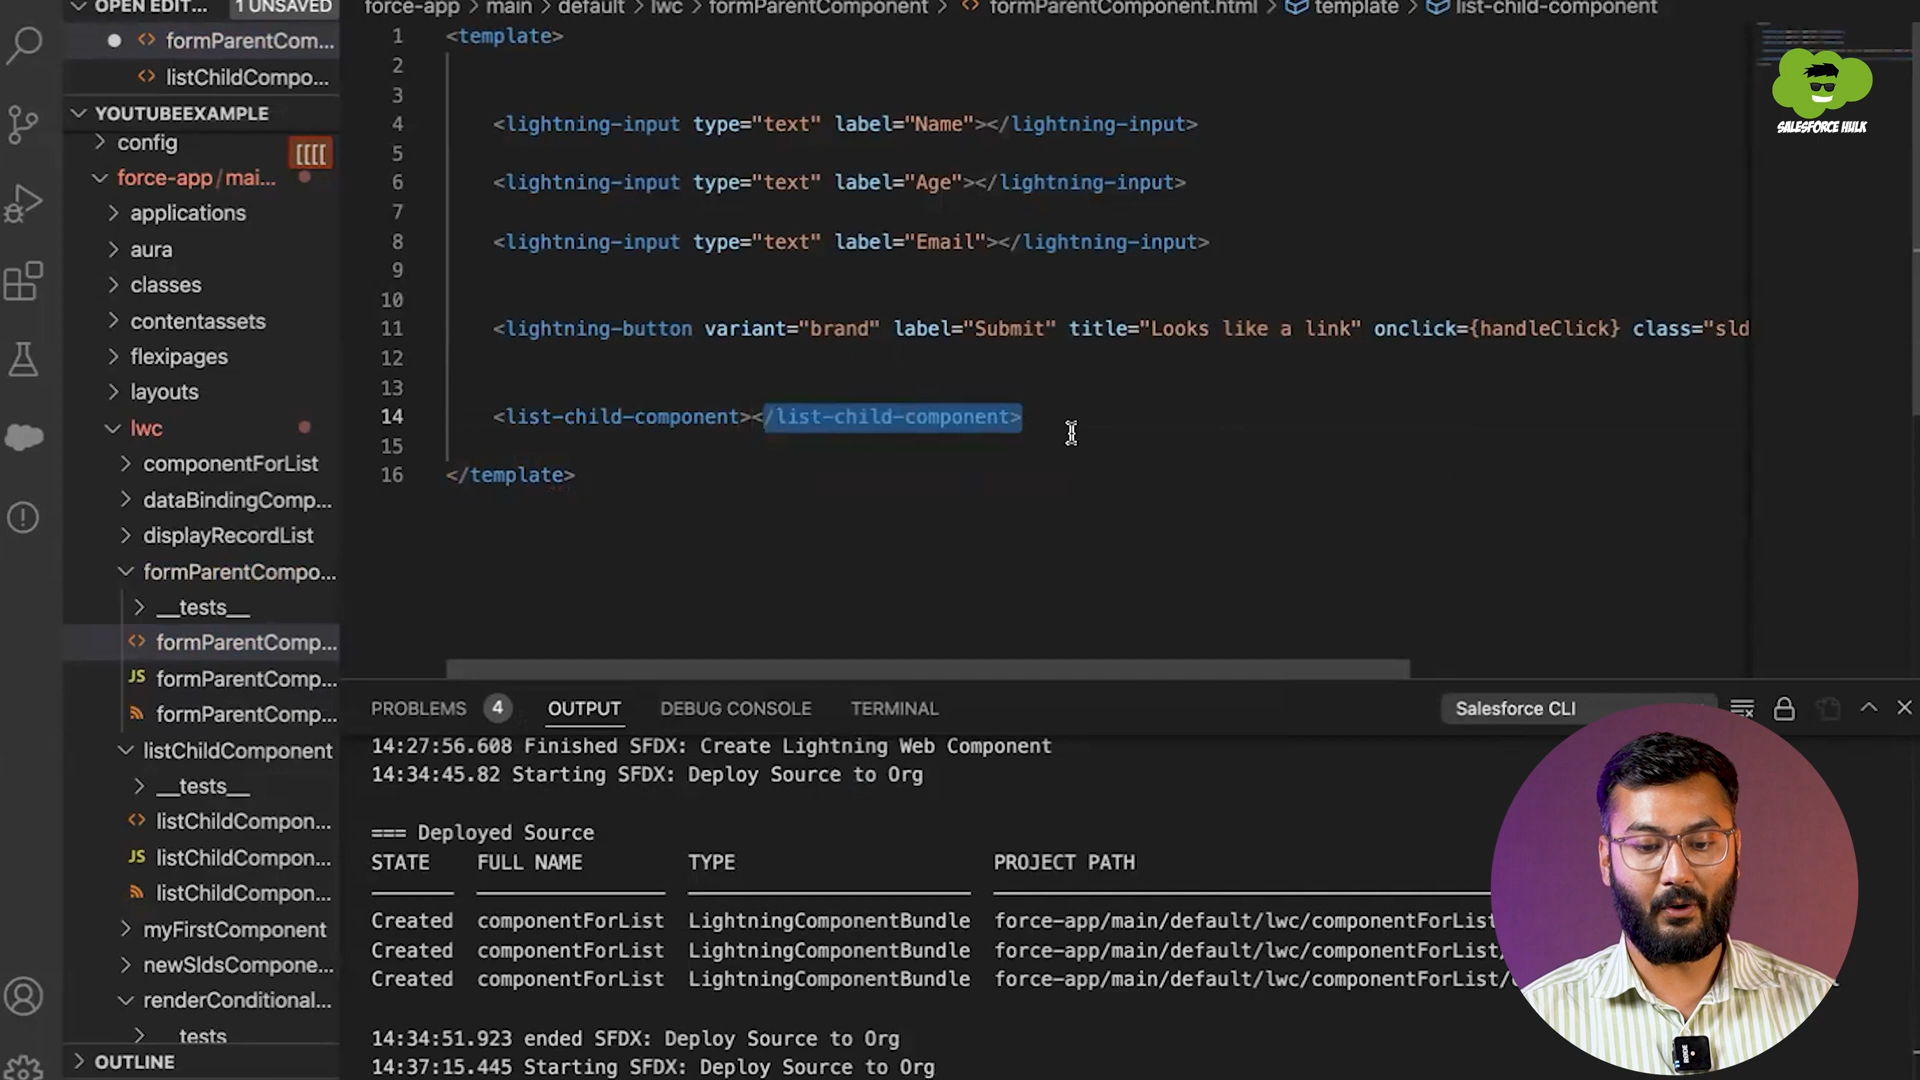 OPEN EDIT... 1 UNSAVED
formParentCom...
listChildCompo...
YOUTUBEEXAMPLE
config
[[[[
force-app / mai...
applications
aura
classes
contentassets
flexipages
layouts
lwc
componentForList
dataBindingComp...
displayRecordList
formParentCompo...
__tests__
formParentComp...
JS formParentComp...
formParentComp...
listChildComponent
__tests__
listChildCompon...
JS listChildCompon...
listChildCompon...
myFirstComponent
newSldsCompone...
renderConditional...
tests
OUTLINE
force-app > main > default > lwc > formParentComponent > formParentComponent.html > template > list-child-component
1 <template>
2
3
4 <lightning-input type="text" label="Name"></lightning-input>
5
6 <lightning-input type="text" label="Age"></lightning-input>
7
8 <lightning-input type="text" label="Email"></lightning-input>
9
10
11 <lightning-button variant="brand" label="Submit" title="Looks like a link" onclick={handleClick} class="sld
12
13
14 <list-child-component></list-child-component>
15
16 </template>
SALESFORCE HULK
PROBLEMS 4 OUTPUT DEBUG CONSOLE TERMINAL Salesforce CLI
14:27:56.608 Finished SFDX: Create Lightning Web Component
14:34:45.82 Starting SFDX: Deploy Source to Org
=== Deployed Source
STATE FULL NAME TYPE PROJECT PATH
Created componentForList LightningComponentBundle force-app/main/default/lwc/componentForList
Created componentForList LightningComponentBundle force-app/main/default/lwc/componentForList/
Created componentForList LightningComponentBundle force-app/main/default/lwc/componentForList/
14:34:51.923 ended SFDX: Deploy Source to Org
14:37:15.445 Starting SFDX: Deploy Source to Org
RODE